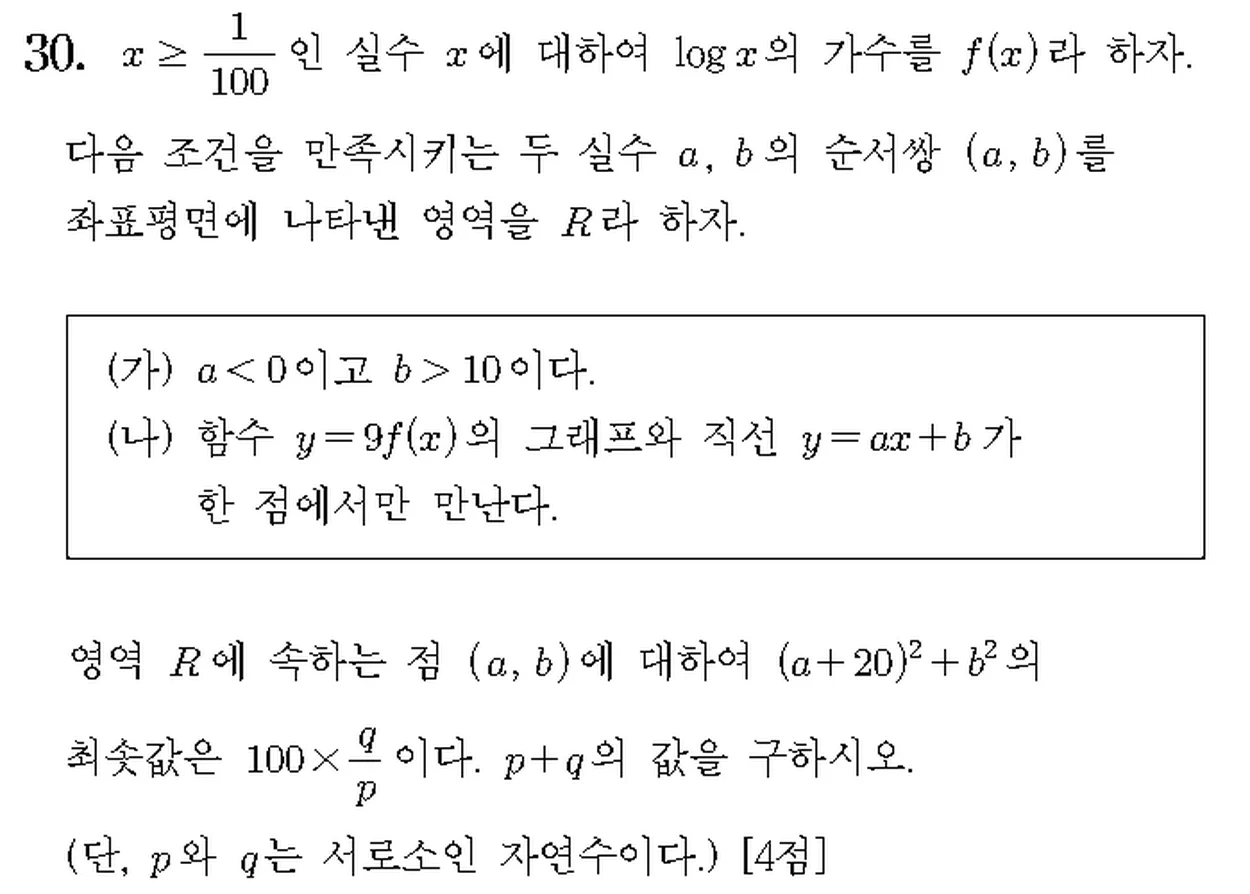 30. x ≥ 1/100 인 실수 x에 대하여 log x의 가수를 f(x)라 하자.
다음 조건을 만족시키는 두 실수 a, b의 순서쌍 (a, b)를
좌표평면에 나타낸 영역을 R라 하자.
(가) a < 0이고 b > 10이다.
(나) 함수 y = 9f(x)의 그래프와 직선 y = ax + b가
한 점에서만 만난다.
영역 R에 속하는 점 (a, b)에 대하여 (a+20)² + b²의
최솟값은 100 × q/p 이다. p+q의 값을 구하시오.
(단, p와 q는 서로소인 자연수이다.) [4점]